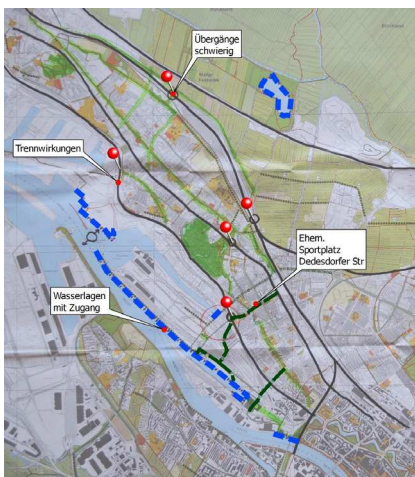 Übergänge
schwierig
Trennwirkungen
Ehem.
Sportplatz
Dedesdorfer Str
Wasserlagen
mit Zugang